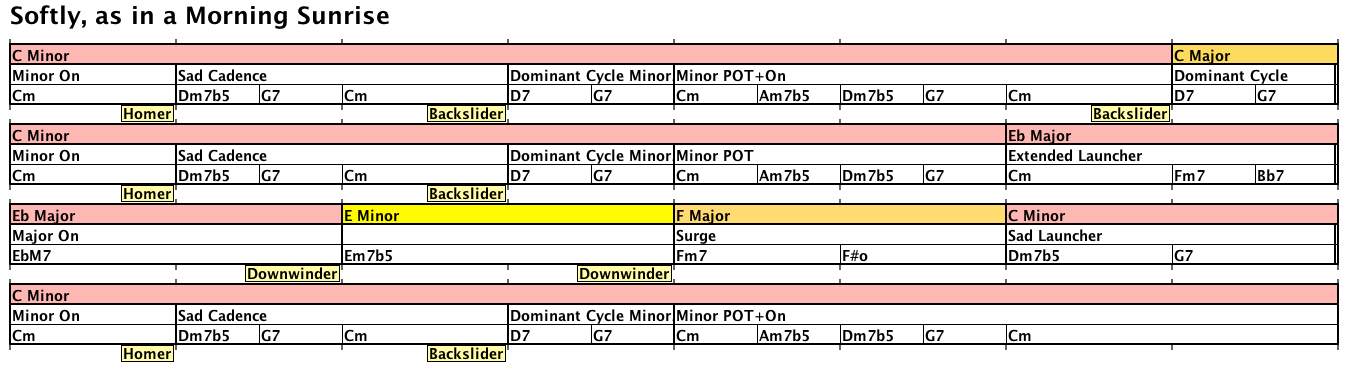 Softly, as in a Morning Sunrise
C Minor C Major
Minor On Sad Cadence Dominant Cycle Minor Minor POT+On Dominant Cycle
Cm Dm7b5 G7 Cm D7 G7 Cm Am7b5 Dm7b5 G7 Cm D7 G7
Homer Backslider Backslider
C Minor Eb Major
Minor On Sad Cadence Dominant Cycle Minor Minor POT Extended Launcher
Cm Dm7b5 G7 Cm D7 G7 Cm Am7b5 Dm7b5 G7 Cm Fm7 Bb7
Homer Backslider
Eb Major E Minor F Major C Minor
Major On Surge Sad Launcher
EbM7 Em7b5 Fm7 F#o Dm7b5 G7
Downwinder Downwinder
C Minor
Minor On Sad Cadence Dominant Cycle Minor Minor POT+On
Cm Dm7b5 G7 Cm D7 G7 Cm Am7b5 Dm7b5 G7 Cm
Homer Backslider